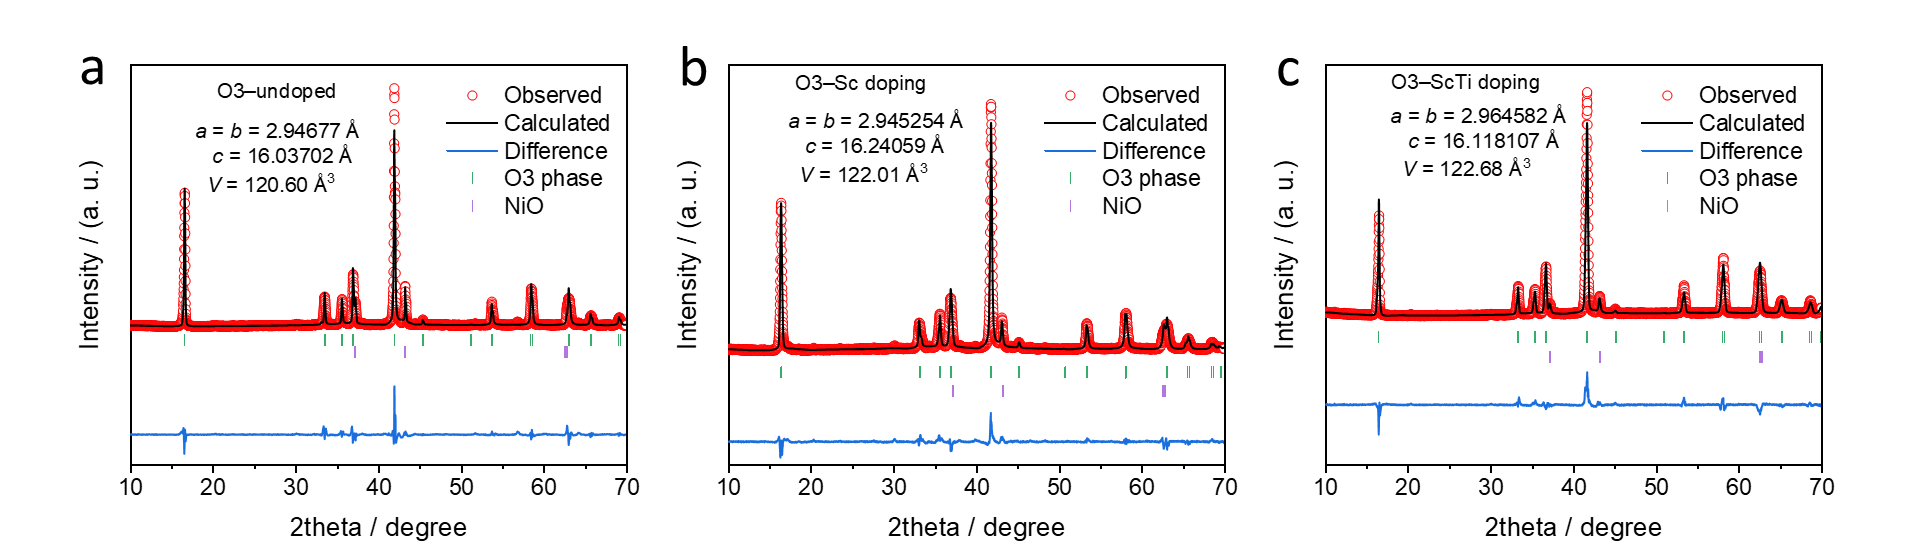 a
O3–undoped
a = b = 2.94677 Å
c = 16.03702 Å
V = 120.60 Å³
Observed
Calculated
Difference
O3 phase
NiO
Intensity / (a. u.)
10 20 30 40 50 60 70
2theta / degree
b
O3–Sc doping
a = b = 2.945254 Å
c = 16.24059 Å
V = 122.01 Å³
Observed
Calculated
Difference
O3 phase
NiO
Intensity / (a. u.)
10 20 30 40 50 60 70
2theta / degree
c
O3–ScTi doping
a = b = 2.964582 Å
c = 16.118107 Å
V = 122.68 Å³
Observed
Calculated
Difference
O3 phase
NiO
Intensity / (a. u.)
10 20 30 40 50 60 70
2theta / degree